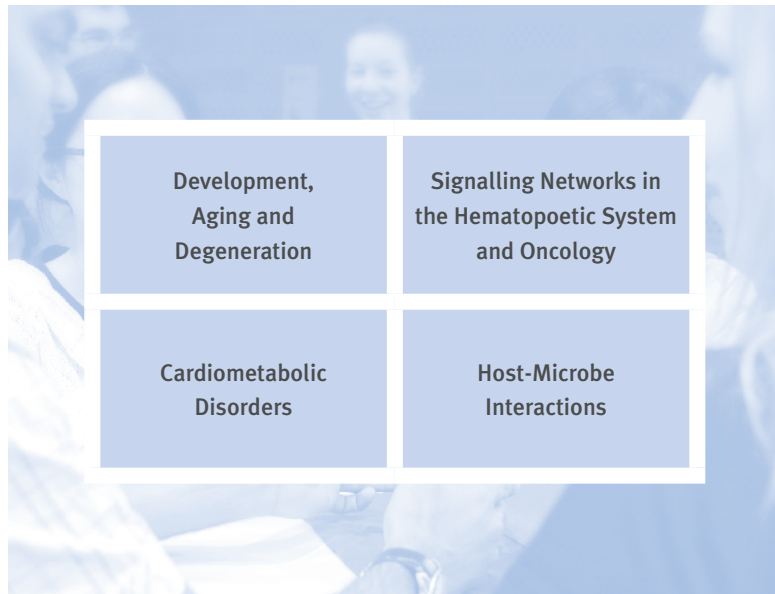 Development,
Aging and
Degeneration
Signalling Networks in
the Hematopoetic System
and Oncology
Cardiometabolic
Disorders
Host-Microbe
Interactions